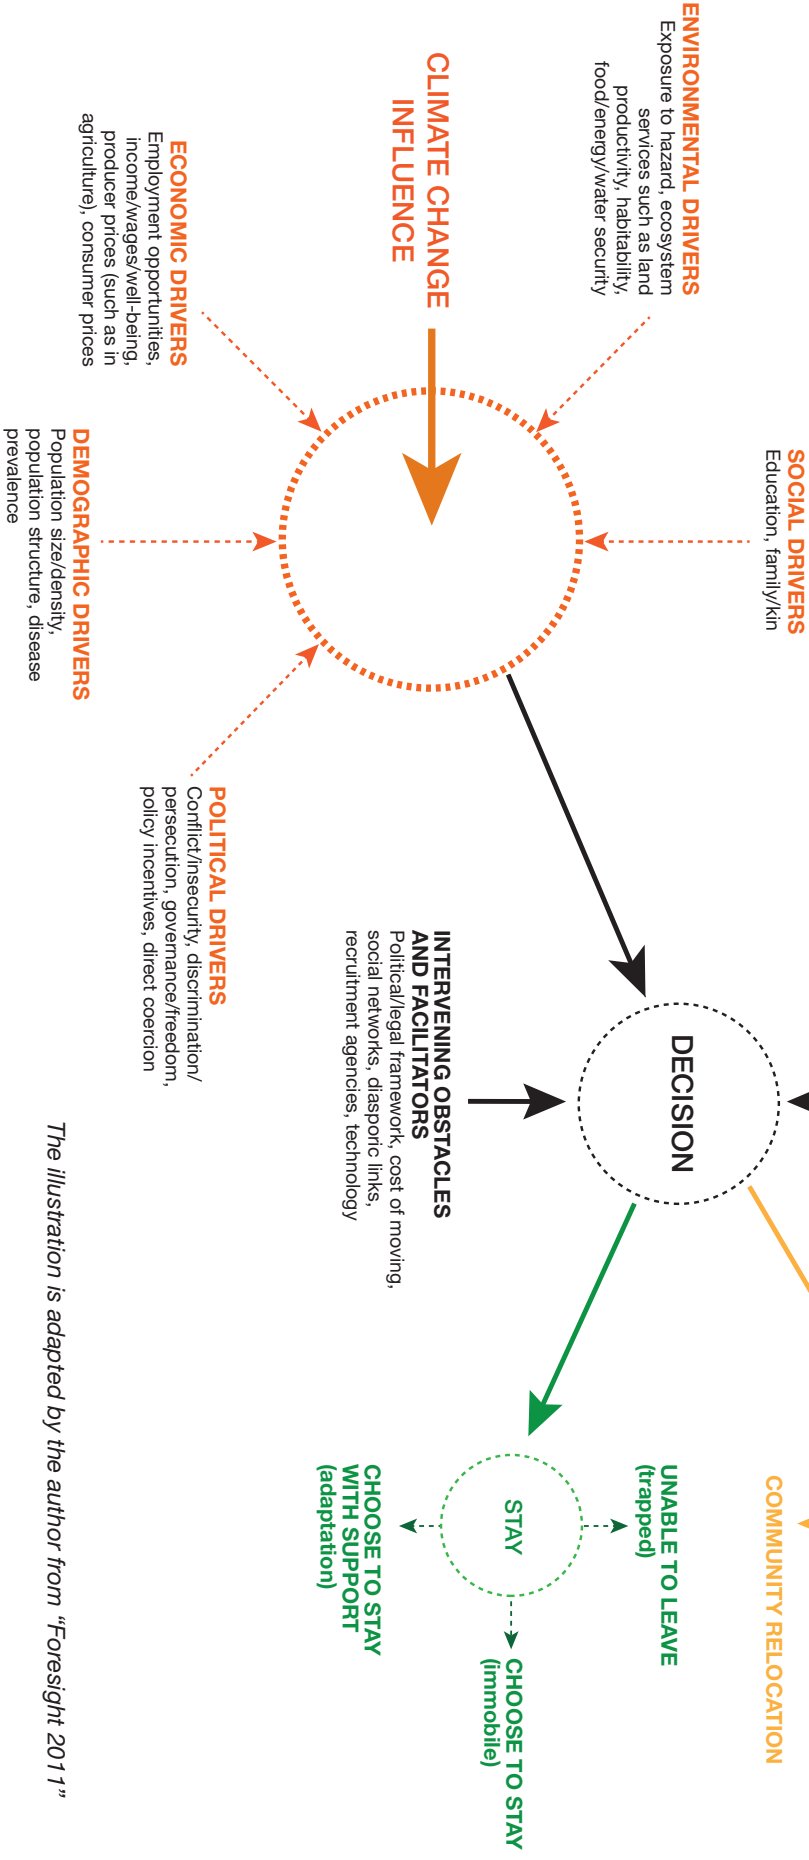 SOCIAL DRIVERS
Education, family/kin
ENVIRONMENTAL DRIVERS
Exposure to hazard, ecosystem
services such as land
productivity, habitability,
food/energy/water security
CLIMATE CHANGE
INFLUENCE
ECONOMIC DRIVERS
Employment opportunities,
income/wages/well-being,
producer prices (such as in
agriculture), consumer prices
DEMOGRAPHIC DRIVERS
Population size/density,
population structure, disease
prevalence
POLITICAL DRIVERS
Conflict/insecurity, discrimination/
persecution, governance/freedom,
policy incentives, direct coercion
DECISION
INTERVENING OBSTACLES
AND FACILITATORS
Political/legal framework, cost of moving,
social networks, diasporic links,
recruitment agencies, technology
COMMUNITY RELOCATION
UNABLE TO LEAVE
(trapped)
STAY
CHOOSE TO STAY
(immobile)
CHOOSE TO STAY
WITH SUPPORT
(adaptation)
The illustration is adapted by the author from “Foresight 2011”